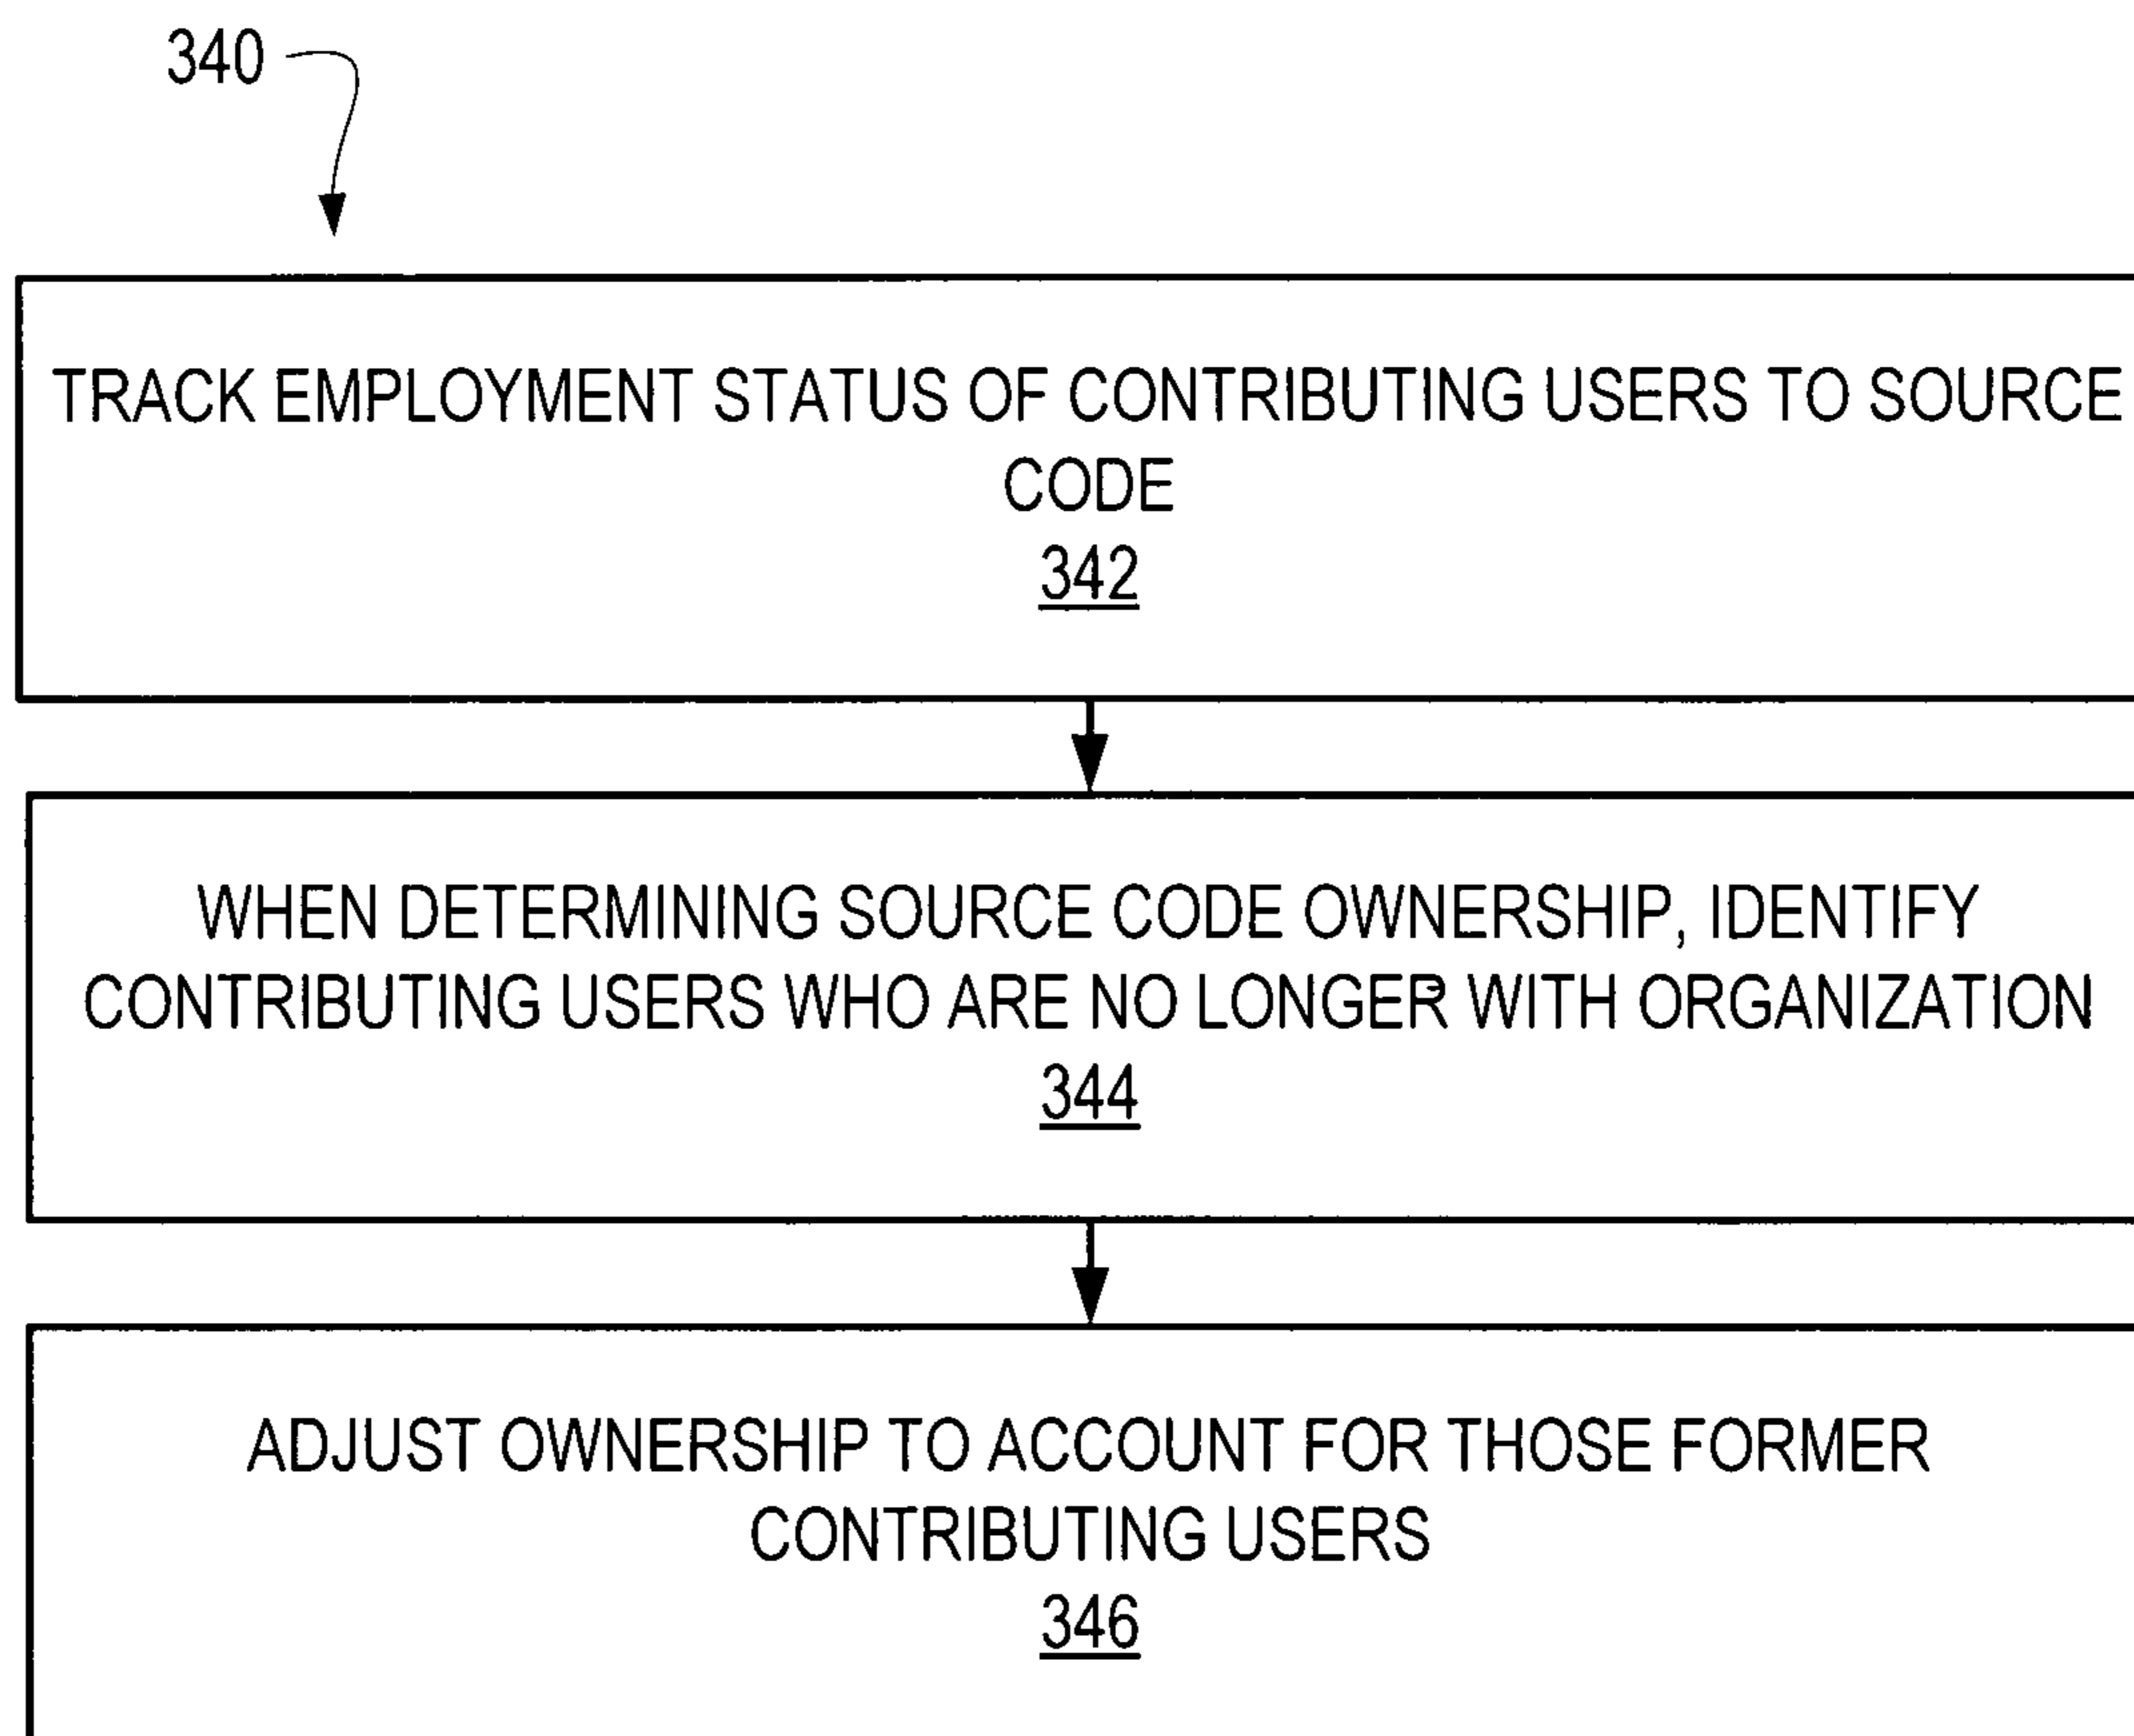 340
TRACK EMPLOYMENT STATUS OF CONTRIBUTING USERS TO SOURCE
CODE
342
WHEN DETERMINING SOURCE CODE OWNERSHIP, IDENTIFY
CONTRIBUTING USERS WHO ARE NO LONGER WITH ORGANIZATION
344
ADJUST OWNERSHIP TO ACCOUNT FOR THOSE FORMER
CONTRIBUTING USERS
346